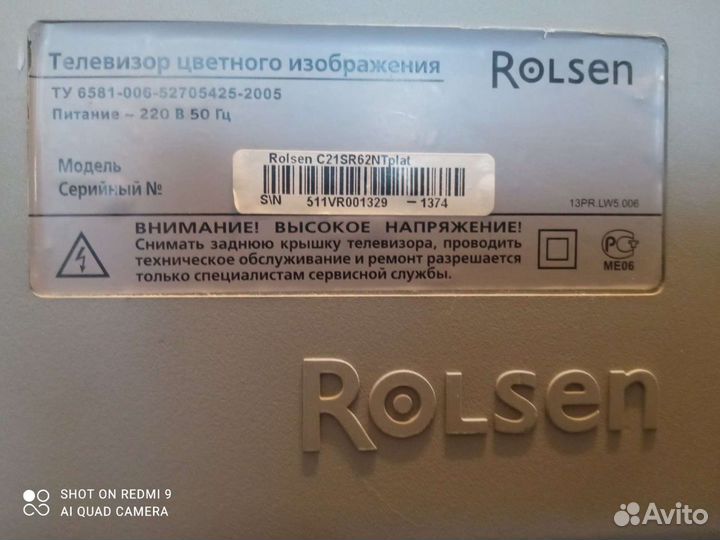 Телевизор цветного изображения
ROLSEN
ТУ 6581-006-52705425-2005
Питание ~ 220 В 50 Гц
Модель
Rolsen C21SR62NTplat
Серийный №
S\N 511VR001329 -1374
13PR.LW5.006
ВНИМАНИЕ! ВЫСОКОЕ НАПРЯЖЕНИЕ!
Снимать заднюю крышку телевизора, проводить
техническое обслуживание и ремонт разрешается
только специалистам сервисной службы.
РСТ
МЕ06
ROLSEN
SHOT ON REDMI 9
AI QUAD CAMERA
Avito